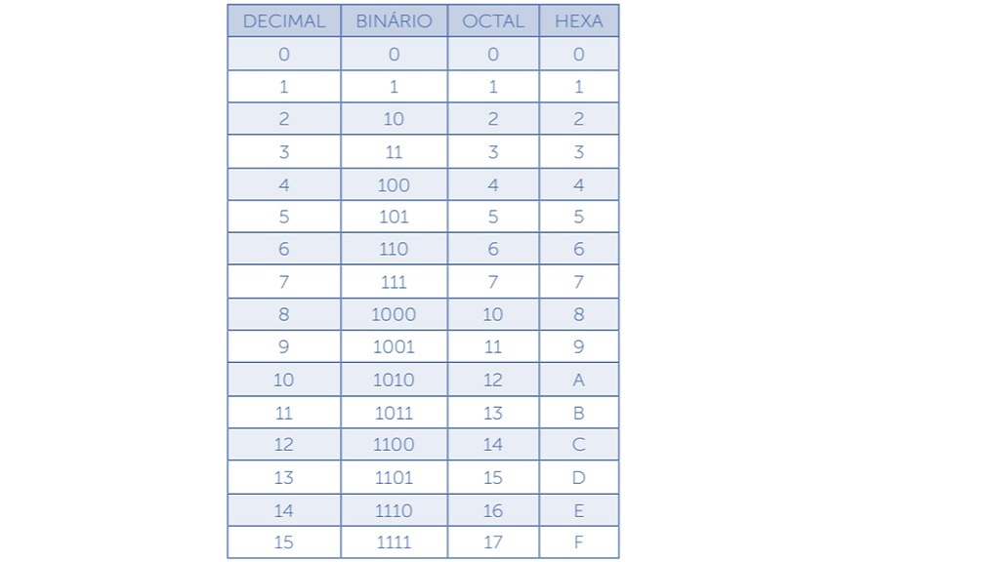 DECIMAL BINÁRIO OCTAL HEXA
0 0 0 0
1 1 1 1
2 10 2 2
3 11 3 3
4 100 4 4
5 101 5 5
6 110 6 6
7 111 7 7
8 1000 10 8
9 1001 11 9
10 1010 12 A
11 1011 13 B
12 1100 14 C
13 1101 15 D
14 1110 16 E
15 1111 17 F